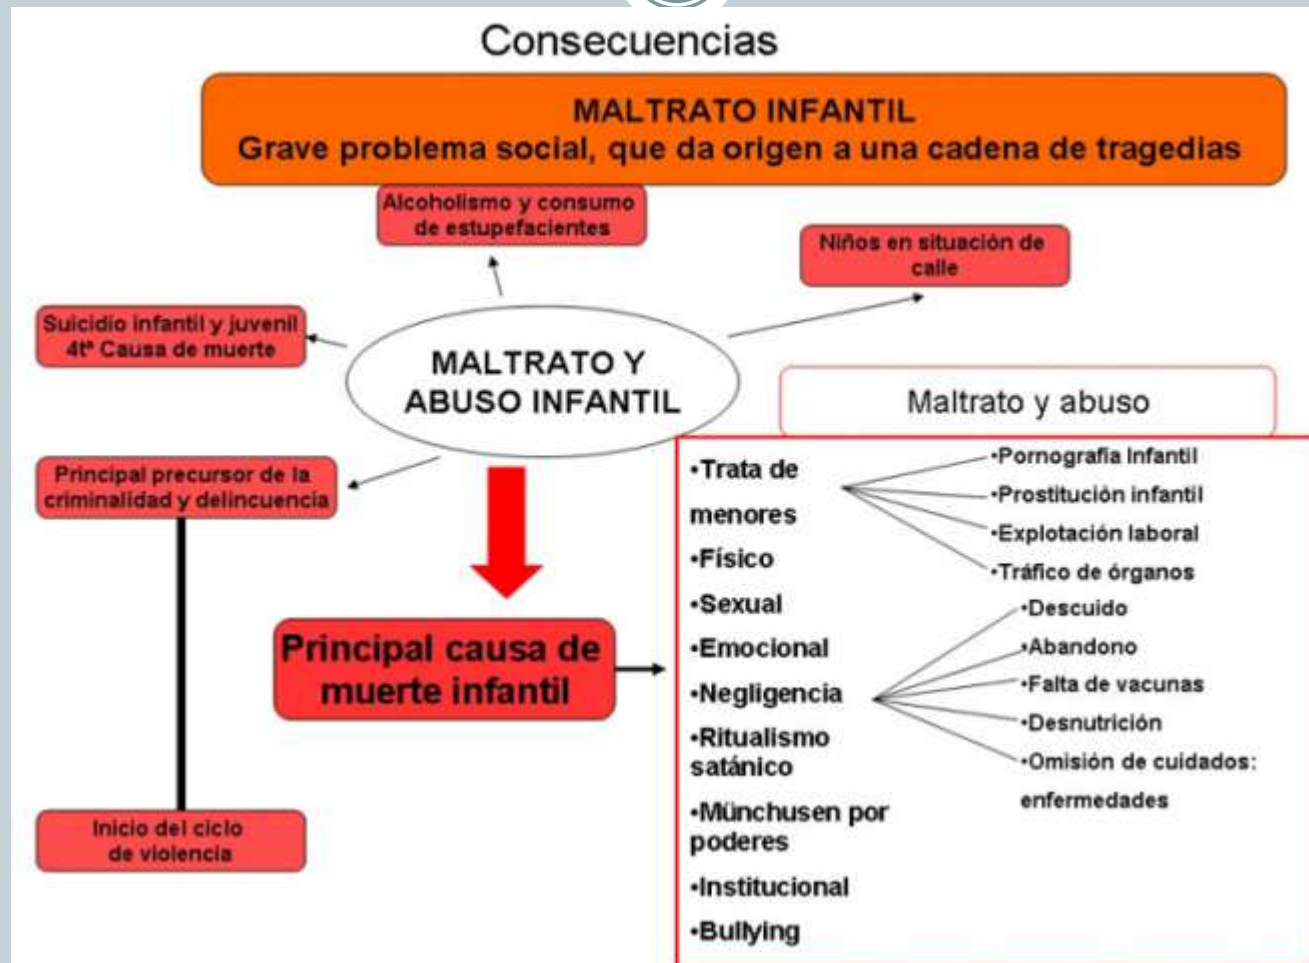 Consecuencias
MALTRATO INFANTIL
Grave problema social, que da origen a una cadena de tragedias
Alcoholismo y consumo
de estupefacientes
Niños en situación de
calle
Suicidio infantil y juvenil
4tª Causa de muerte
MALTRATO Y
ABUSO INFANTIL
Principal precursor de la
criminalidad y delincuencia
Principal causa de
muerte infantil
Inicio del ciclo
de violencia
Maltrato y abuso
•Trata de
menores
•Físico
•Sexual
•Emocional
•Negligencia
•Ritualismo
satánico
•Münchusen por
poderes
•Institucional
•Bullying
•Pornografía Infantil
•Prostitución infantil
•Explotación laboral
•Tráfico de órganos
•Descuido
•Abandono
•Falta de vacunas
•Desnutrición
•Omisión de cuidados:
enfermedades